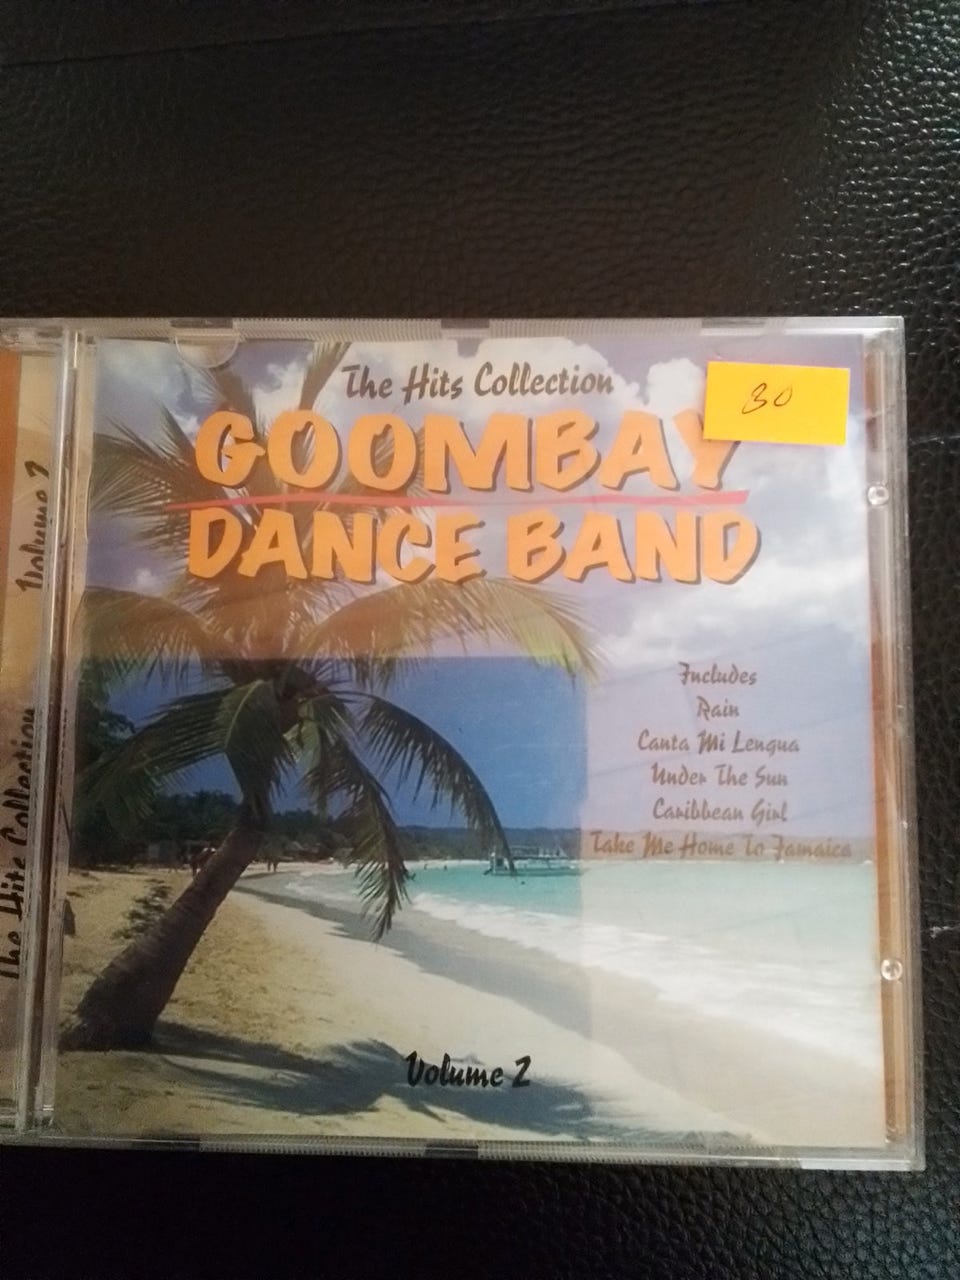 The Hits Collection
GOOMBAY
DANCE BAND
30
Includes
Rain
Canta Mi Lengua
Under The Sun
Caribbean Girl
Take Me Home To Jamaica
Volume 2
The Hits Collection Volume 2